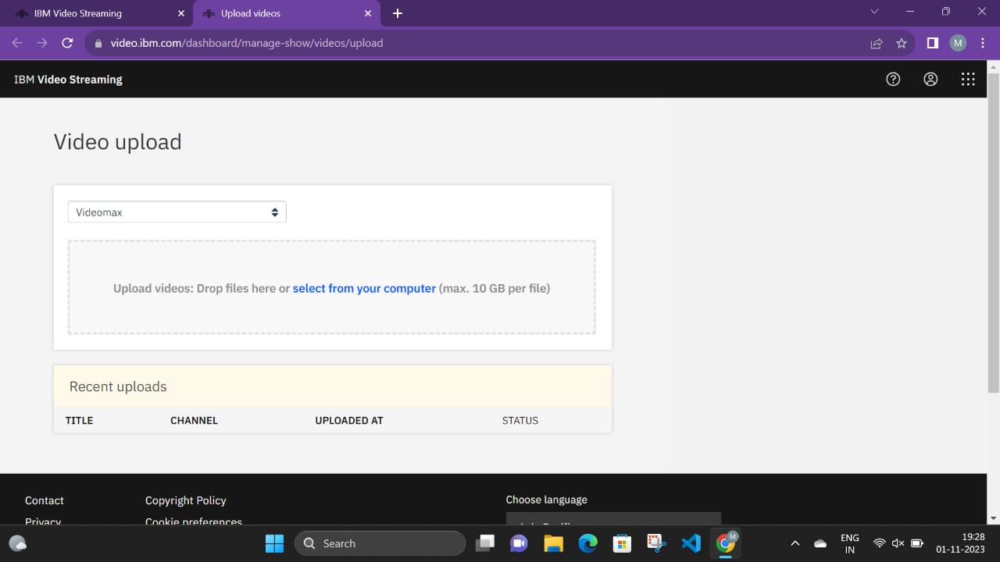 IBM Video Streaming
Upload videos
video.ibm.com/dashboard/manage-show/videos/upload
M
IBM Video Streaming
Video upload
Videomax
Upload videos: Drop files here or select from your computer (max. 10 GB per file)
Recent uploads
TITLE CHANNEL UPLOADED AT STATUS
Contact Copyright Policy Choose language
Privacy Cookie preferences
Search
M
ENG
IN
19:28
01-11-2023